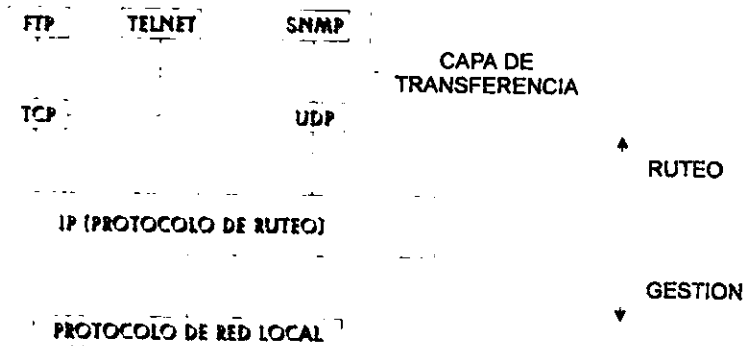 FTP TELNET SNMP
CAPA DE
TRANSFERENCIA
TCP UDP
RUTEO
IP (PROTOCOLO DE RUTEO)
GESTION
PROTOCOLO DE RED LOCAL